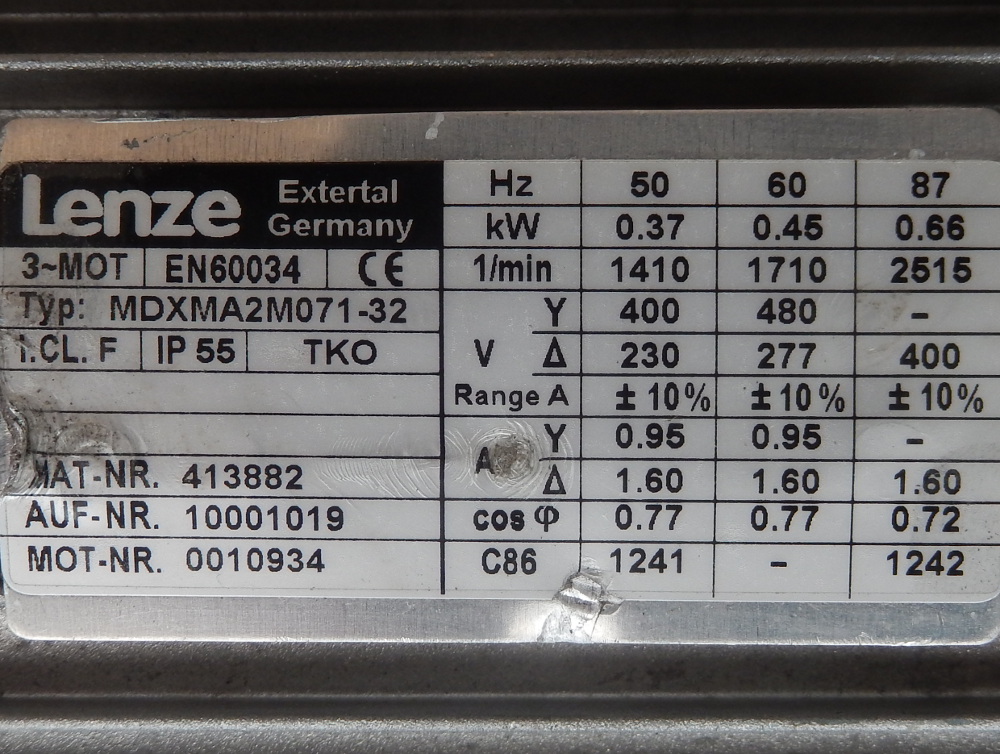 Lenze Extertal Germany
3~MOT EN60034 CE
Typ: MDXMA2M071-32
I.CL. F IP 55 TKO
MAT-NR. 413882
AUF-NR. 10001019
MOT-NR. 0010934
Hz 50 60 87
kW 0.37 0.45 0.66
1/min 1410 1710 2515
V Y 400 480 -
Δ 230 277 400
Range A ±10% ±10% ±10%
A Y 0.95 0.95 -
Δ 1.60 1.60 1.60
cos φ 0.77 0.77 0.72
C86 1241 - 1242